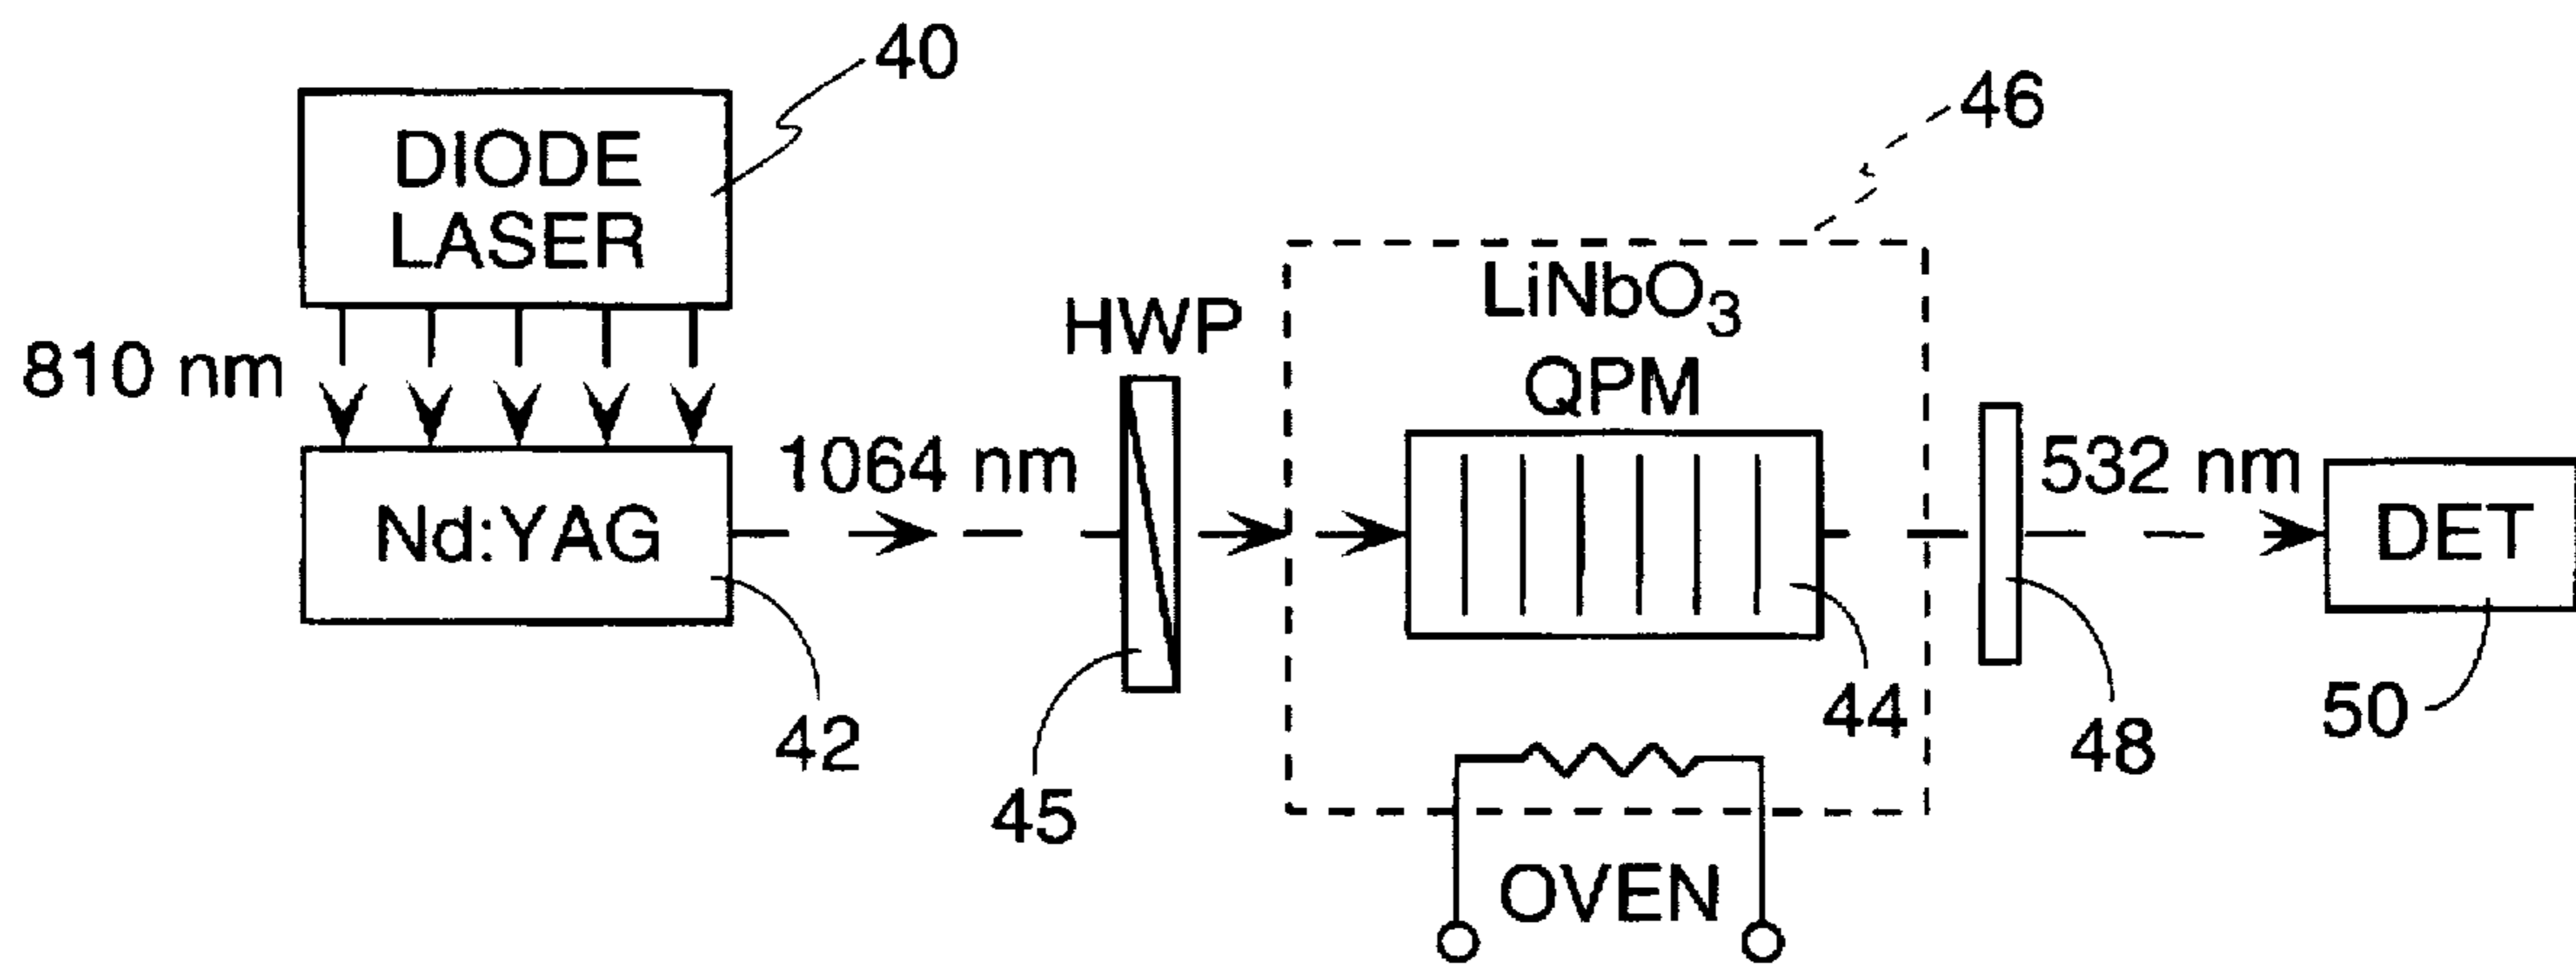 40
DIODE
LASER
810 nm
Nd:YAG
42
1064 nm
HWP
45
46
LiNbO₃
QPM
44
OVEN
48
532 nm
DET
50